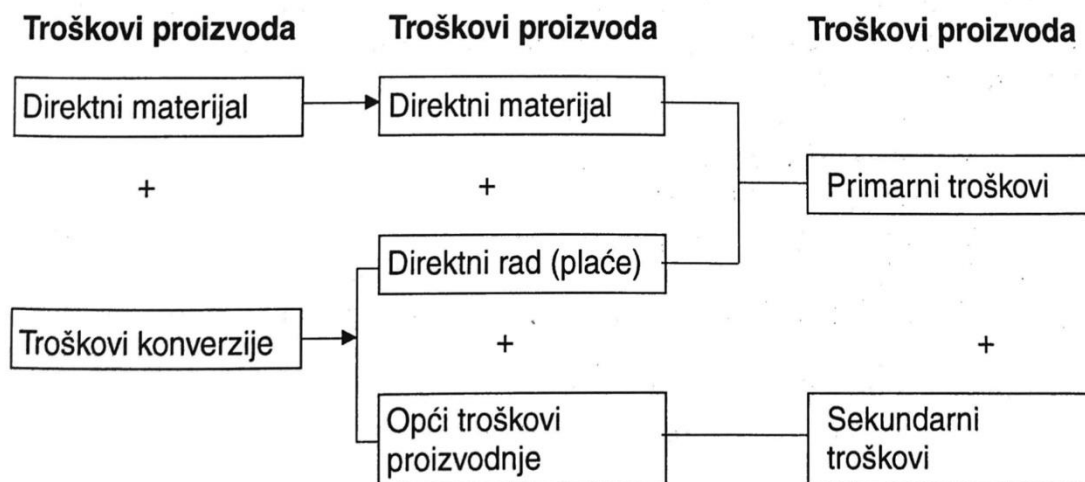 Troškovi proizvoda
Troškovi proizvoda
Troškovi proizvoda
Direktni materijal
Direktni materijal
+
+
Primarni troškovi
Direktni rad (plaće)
Troškovi konverzije
+
+
Opći troškovi
proizvodnje
Sekundarni
troškovi